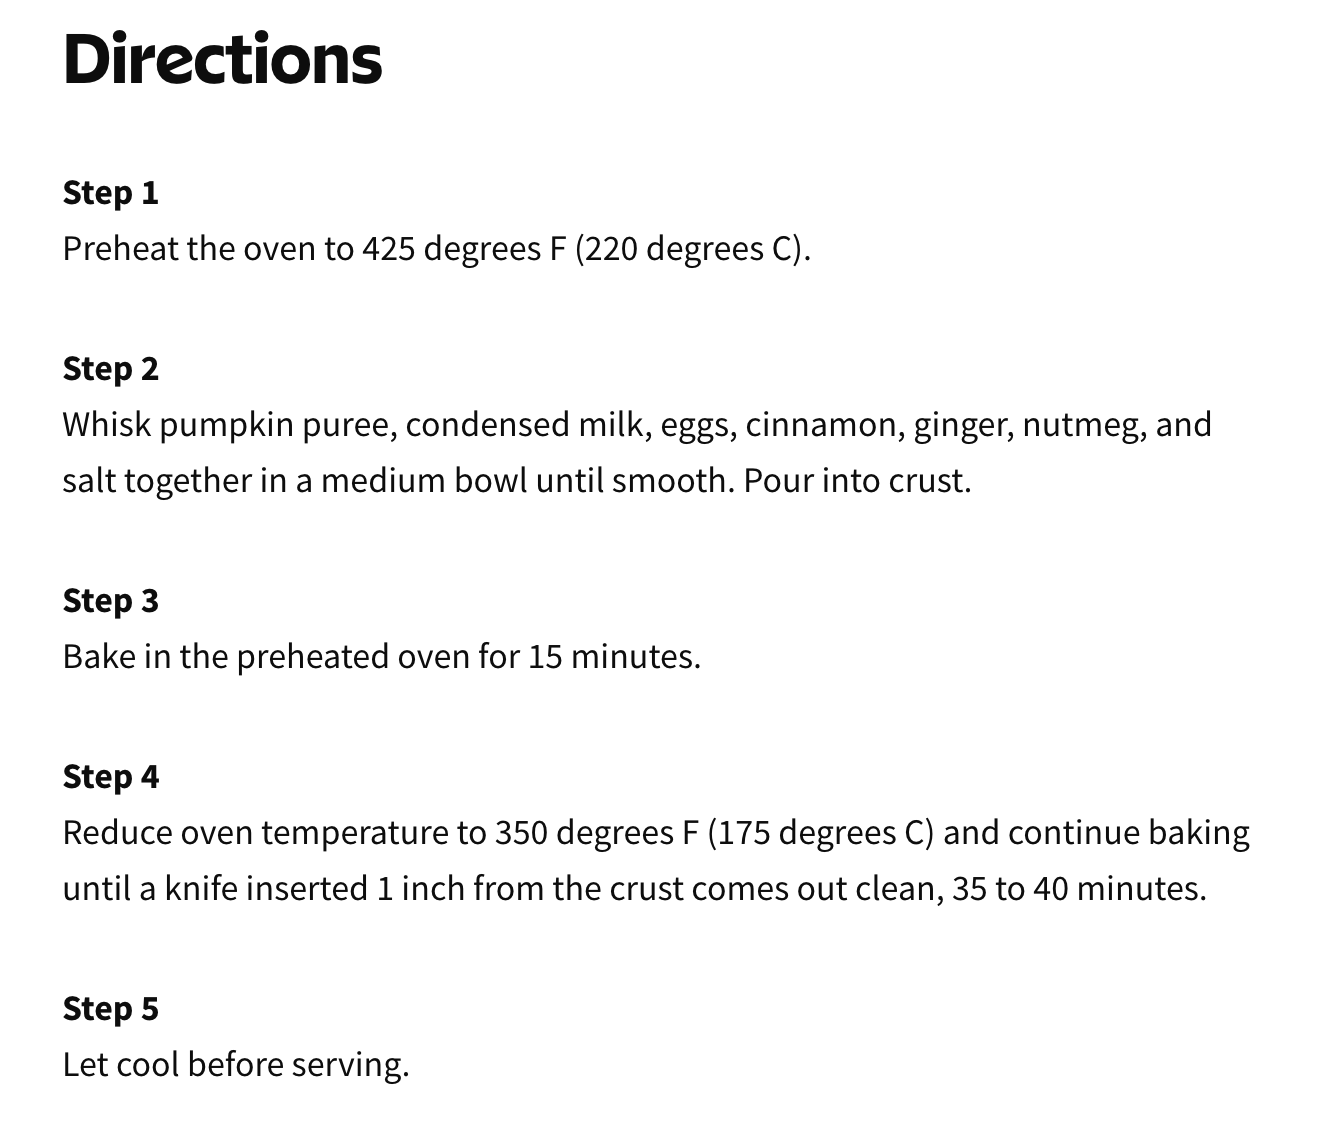 Directions
Step 1
Preheat the oven to 425 degrees F (220 degrees C).
Step 2
Whisk pumpkin puree, condensed milk, eggs, cinnamon, ginger, nutmeg, and
salt together in a medium bowl until smooth. Pour into crust.
Step 3
Bake in the preheated oven for 15 minutes.
Step 4
Reduce oven temperature to 350 degrees F (175 degrees C) and continue baking
until a knife inserted 1 inch from the crust comes out clean, 35 to 40 minutes.
Step 5
Let cool before serving.